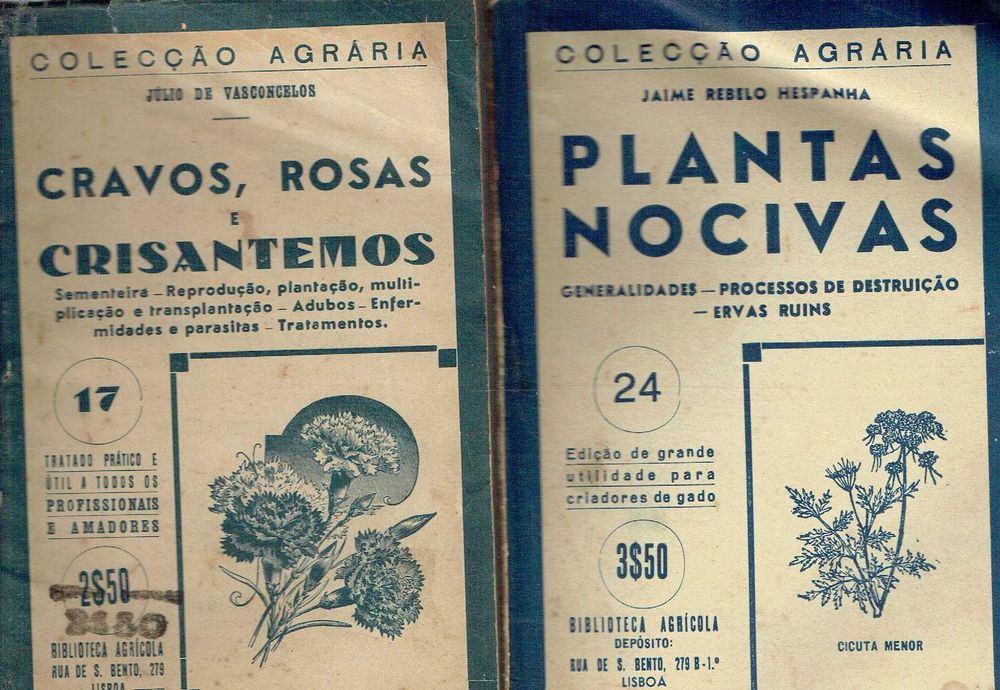 COLECÇÃO AGRÁRIA
JÚLIO DE VASCONCELOS
CRAVOS, ROSAS
E
CRISANTEMOS
Sementeira — Reprodução, plantação, multi-
plicação e transplantação — Adubos — Enfer-
midades e parasitas — Tratamentos.
17
TRATADO PRÁTICO E
ÚTIL A TODOS OS
PROFISSIONAIS
E AMADORES
2$50
BIBLIOTECA AGRÍCOLA
RUA DE S. BENTO, 279
LISBOA
COLECÇÃO AGRÁRIA
JAIME REBELO HESPANHA
PLANTAS
NOCIVAS
GENERALIDADES — PROCESSOS DE DESTRUIÇÃO
— ERVAS RUINS
24
Edição de grande
utilidade para
criadores de gado
3$50
BIBLIOTECA AGRÍCOLA
DEPÓSITO:
RUA DE S. BENTO, 279 B-1.º
LISBOA
CICUTA MENOR